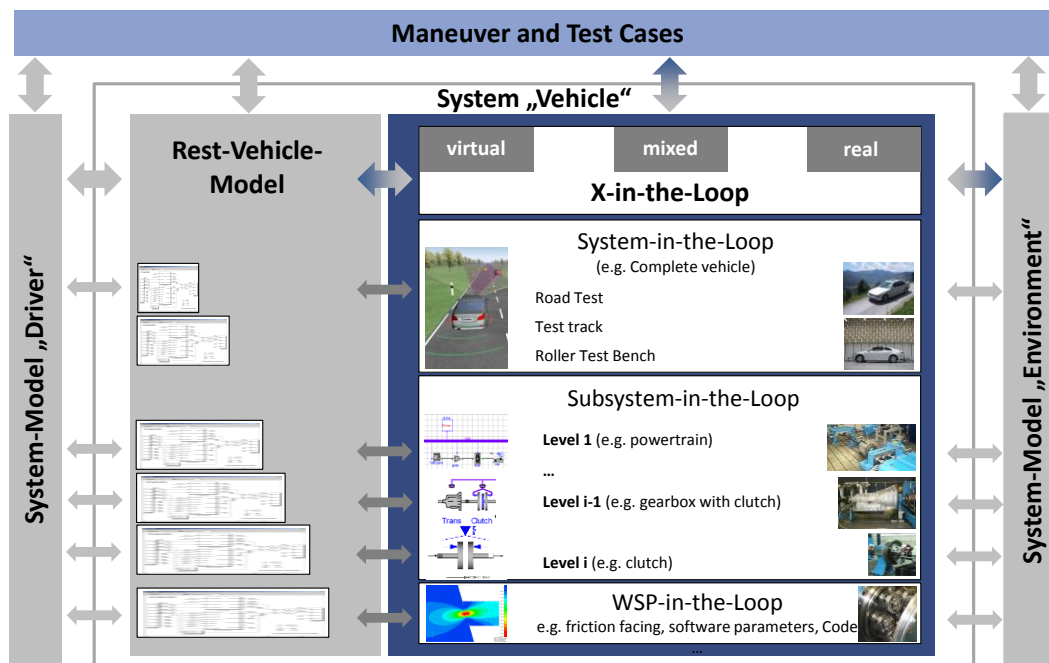 Maneuver and Test Cases
System „Vehicle“
System-Model „Driver“
Rest-Vehicle-
Model
virtual
mixed
real
X-in-the-Loop
System-in-the-Loop
(e.g. Complete vehicle)
Road Test
Test track
Roller Test Bench
Subsystem-in-the-Loop
Level 1 (e.g. powertrain)
...
Level i-1 (e.g. gearbox with clutch)
Trans Clutch
Level i (e.g. clutch)
WSP-in-the-Loop
e.g. friction facing, software parameters, Code
...
System-Model „Environment“